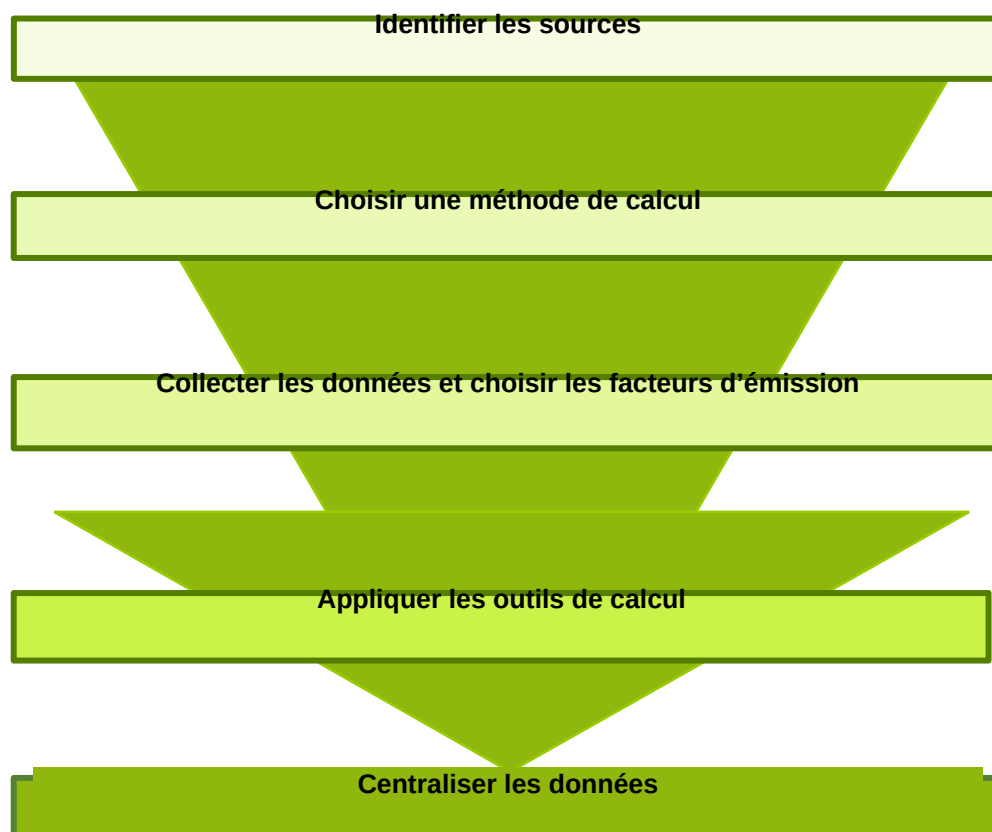 Identifier les sources
Choisir une méthode de calcul
Collecter les données et choisir les facteurs d’émission
Appliquer les outils de calcul
Centraliser les données